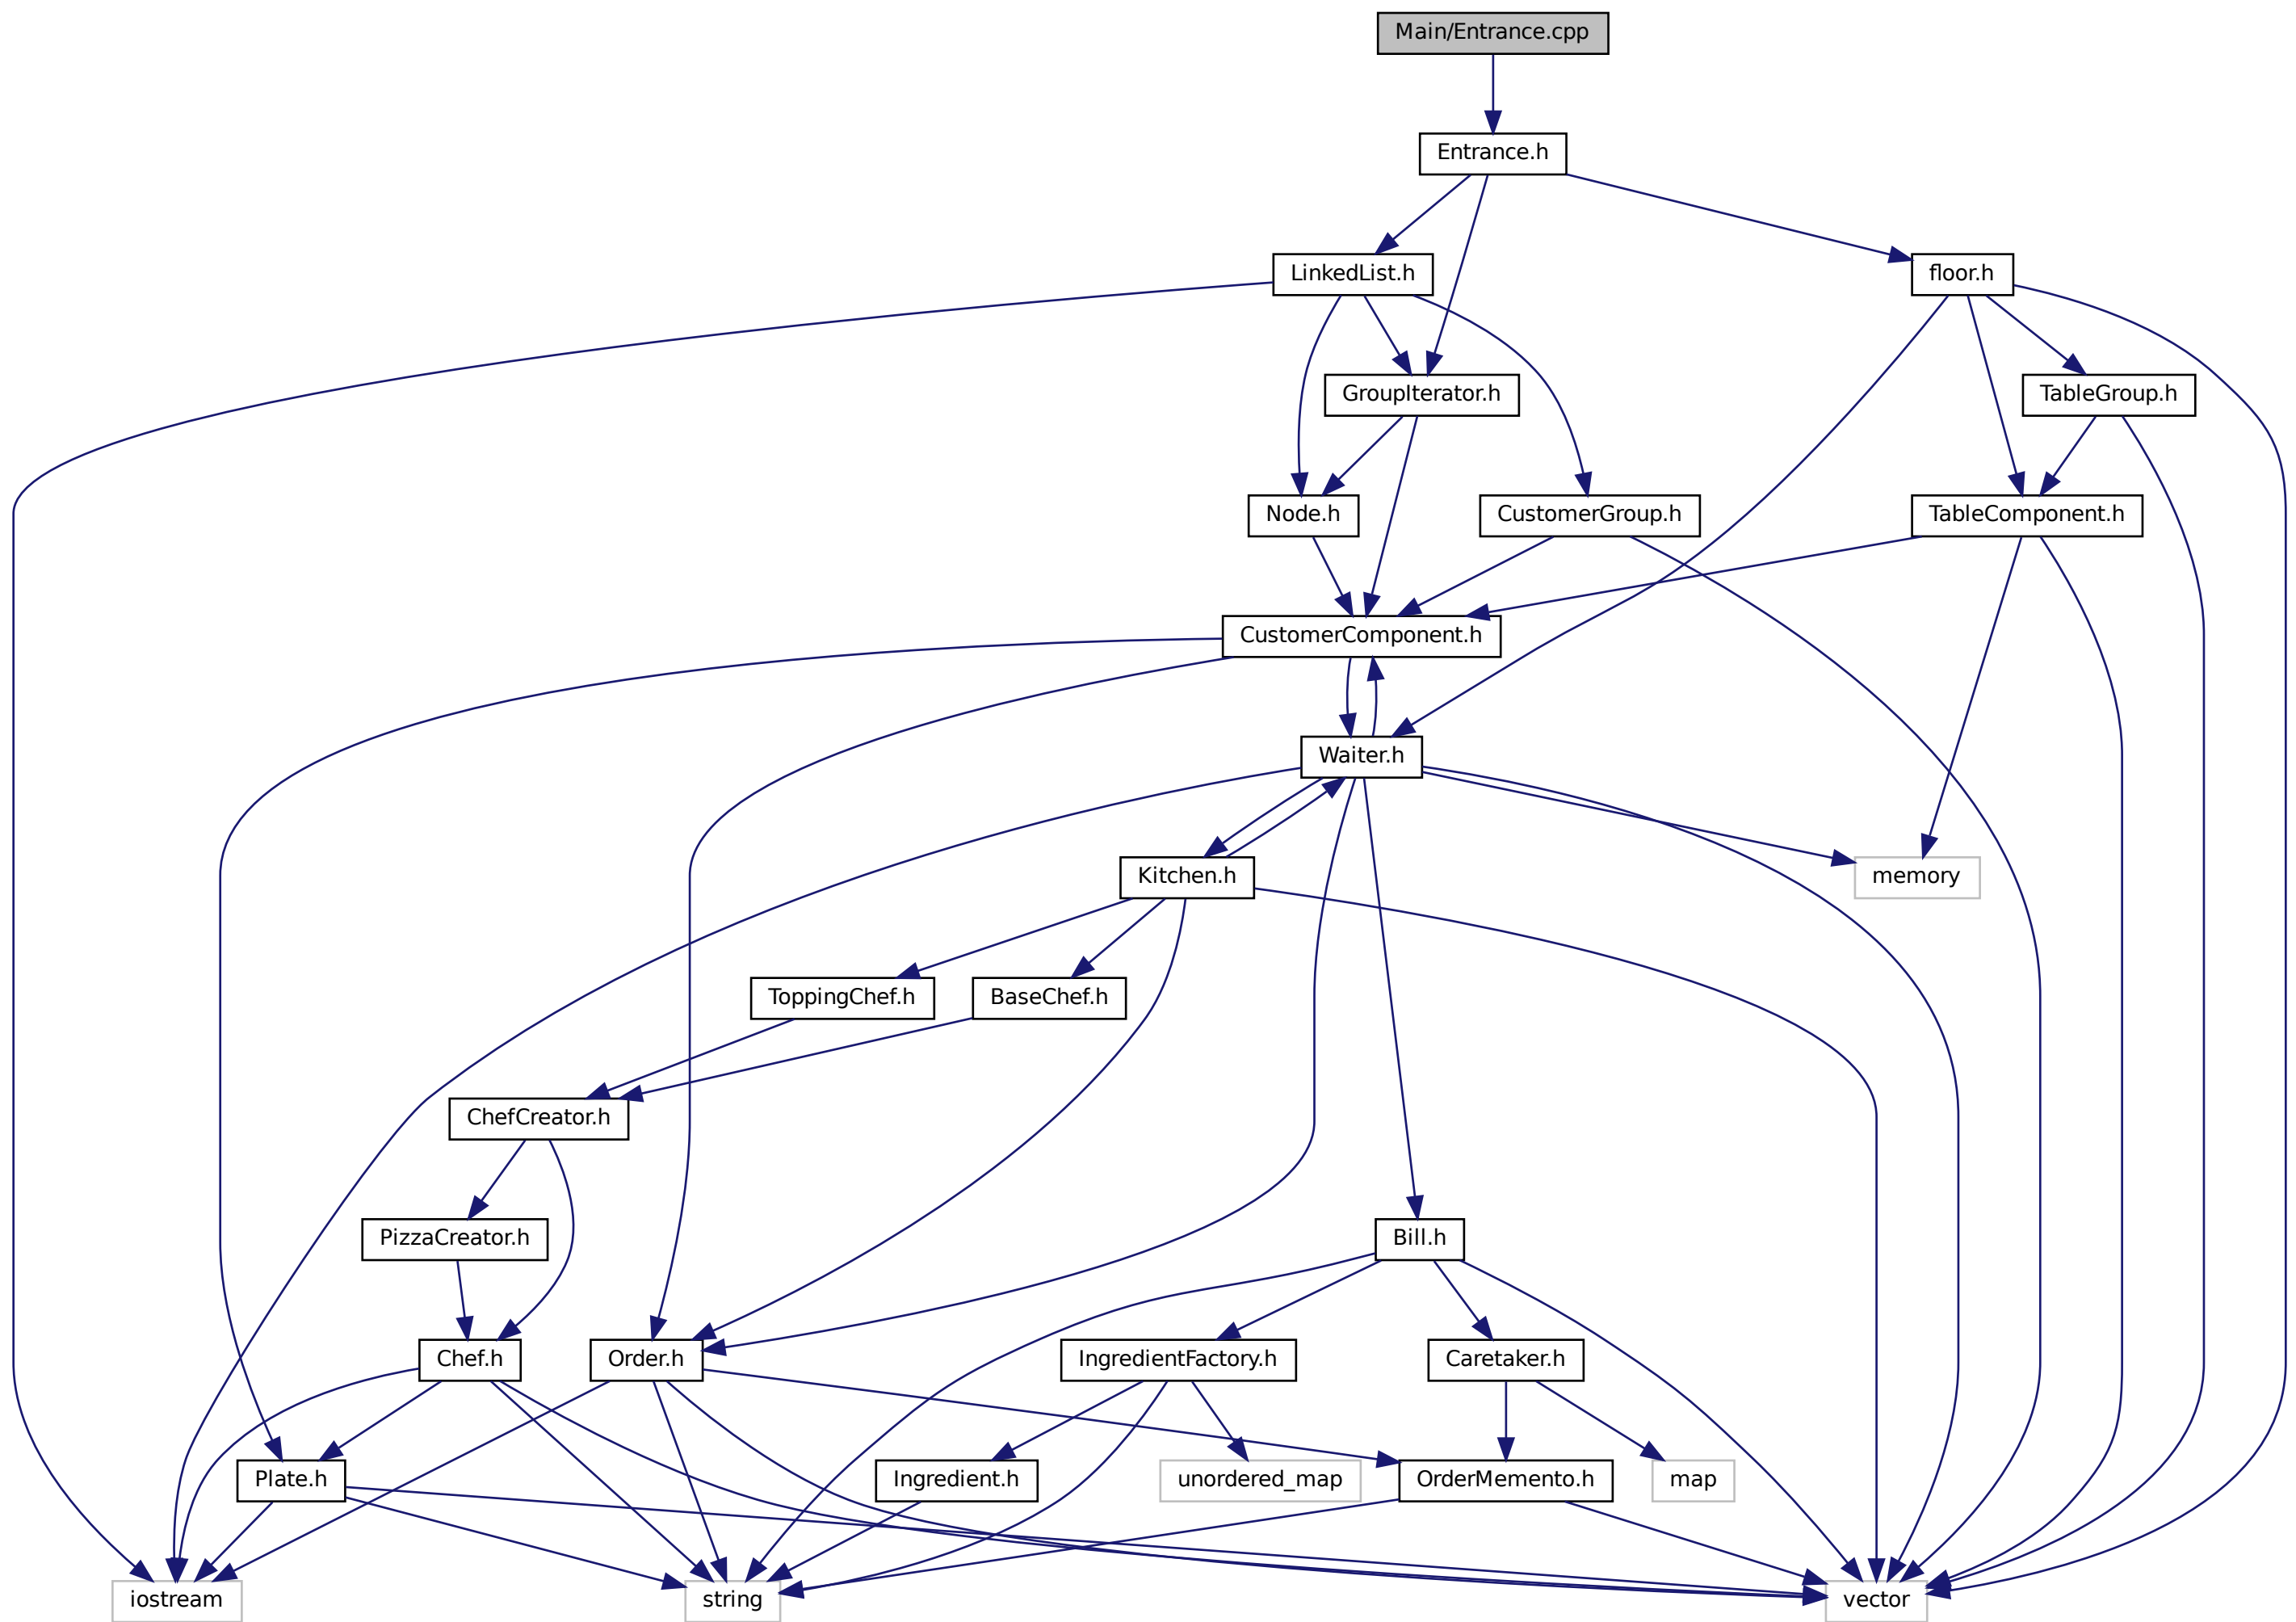 Main/Entrance.cpp
Entrance.h
LinkedList.h
floor.h
GroupIterator.h
TableGroup.h
Node.h
CustomerGroup.h
TableComponent.h
CustomerComponent.h
Waiter.h
Kitchen.h
memory
ToppingChef.h
BaseChef.h
ChefCreator.h
PizzaCreator.h
Bill.h
Chef.h
Order.h
IngredientFactory.h
Caretaker.h
Plate.h
Ingredient.h
unordered_map
OrderMemento.h
map
iostream
string
vector